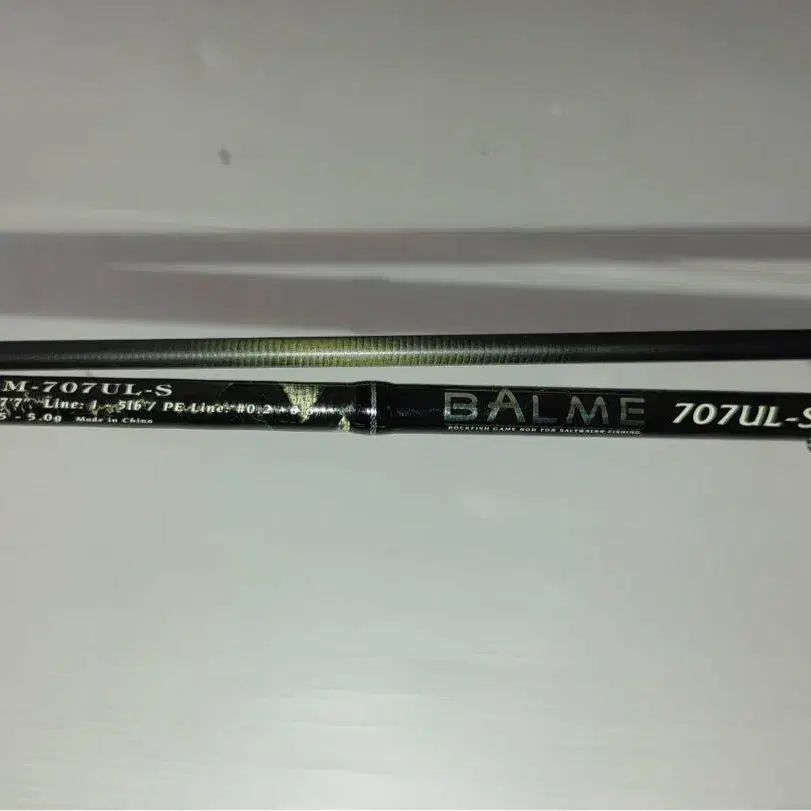 M-707UL-S
7'7" Line: 1 - 5lb / PE Line: #0.2 -
5.0g Made in China
BALME 707UL-S
ROCKFISH GAME ROD FOR SALTWATER FISHING